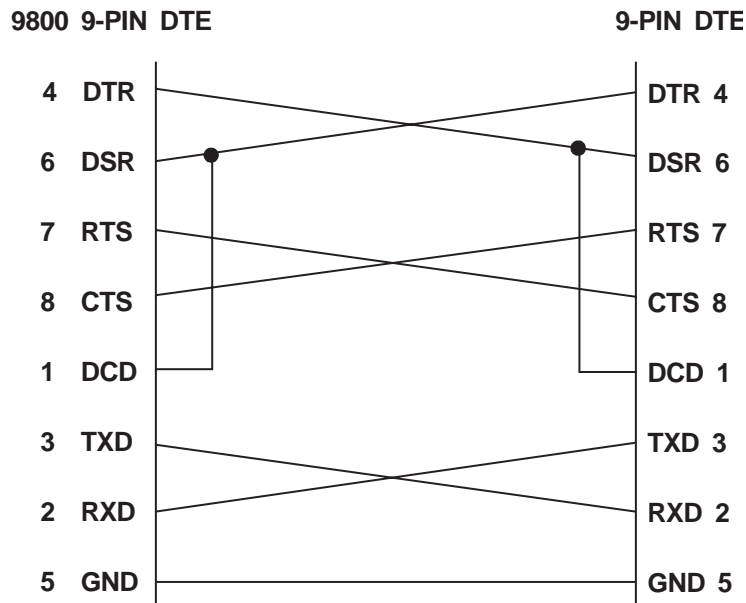 9800 9-PIN DTE 9-PIN DTE
4 DTR DTR 4
6 DSR DSR 6
7 RTS RTS 7
8 CTS CTS 8
1 DCD DCD 1
3 TXD TXD 3
2 RXD RXD 2
5 GND GND 5